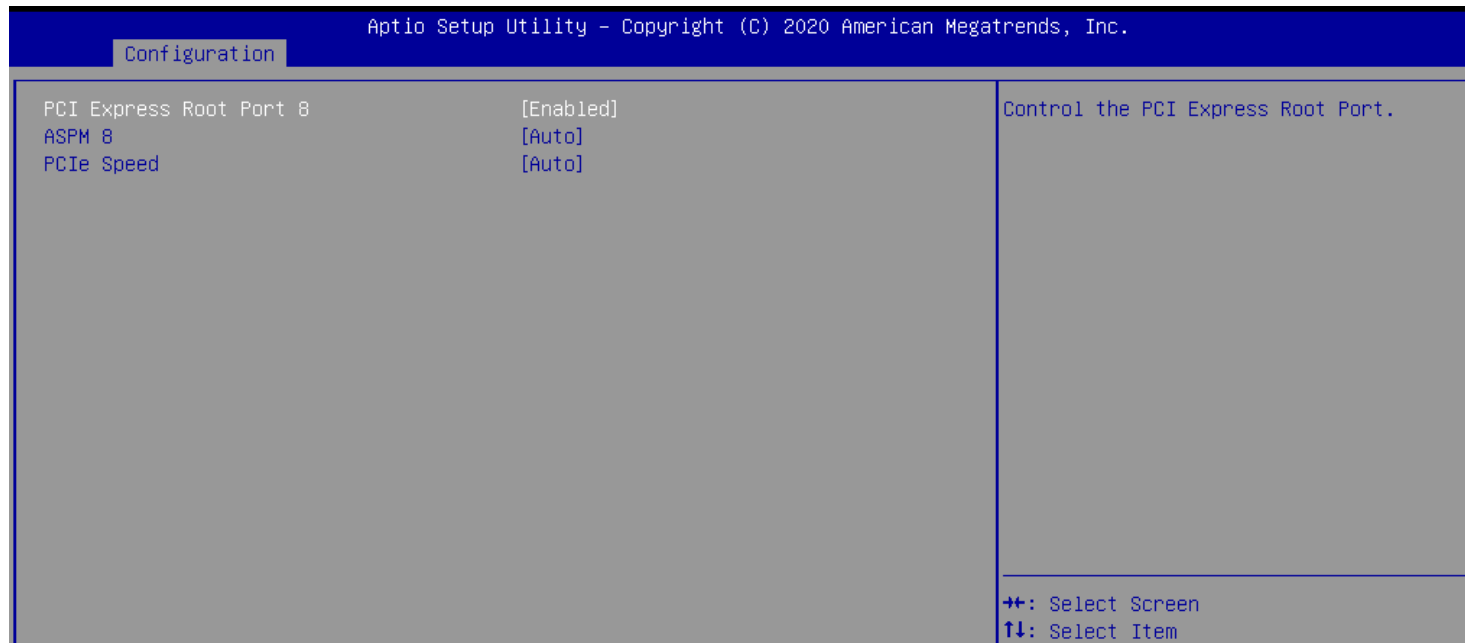 Aptio Setup Utility – Copyright (C) 2020 American Megatrends, Inc.
Configuration
PCI Express Root Port 8 [Enabled]
ASPM 8 [Auto]
PCIe Speed [Auto]
Control the PCI Express Root Port.
→←: Select Screen
↑↓: Select Item